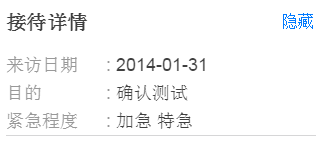 接待详情 隐藏
来访日期 : 2014-01-31
目的 : 确认测试
紧急程度 : 加急 特急